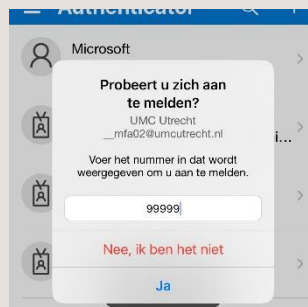 Authenticator
Microsoft
Probeert u zich aan
te melden?
UMC Utrecht
__mfa02@umcutrecht.nl
i...
Voer het nummer in dat wordt
weergegeven om u aan te melden.
99999
Nee, ik ben het niet
Ja